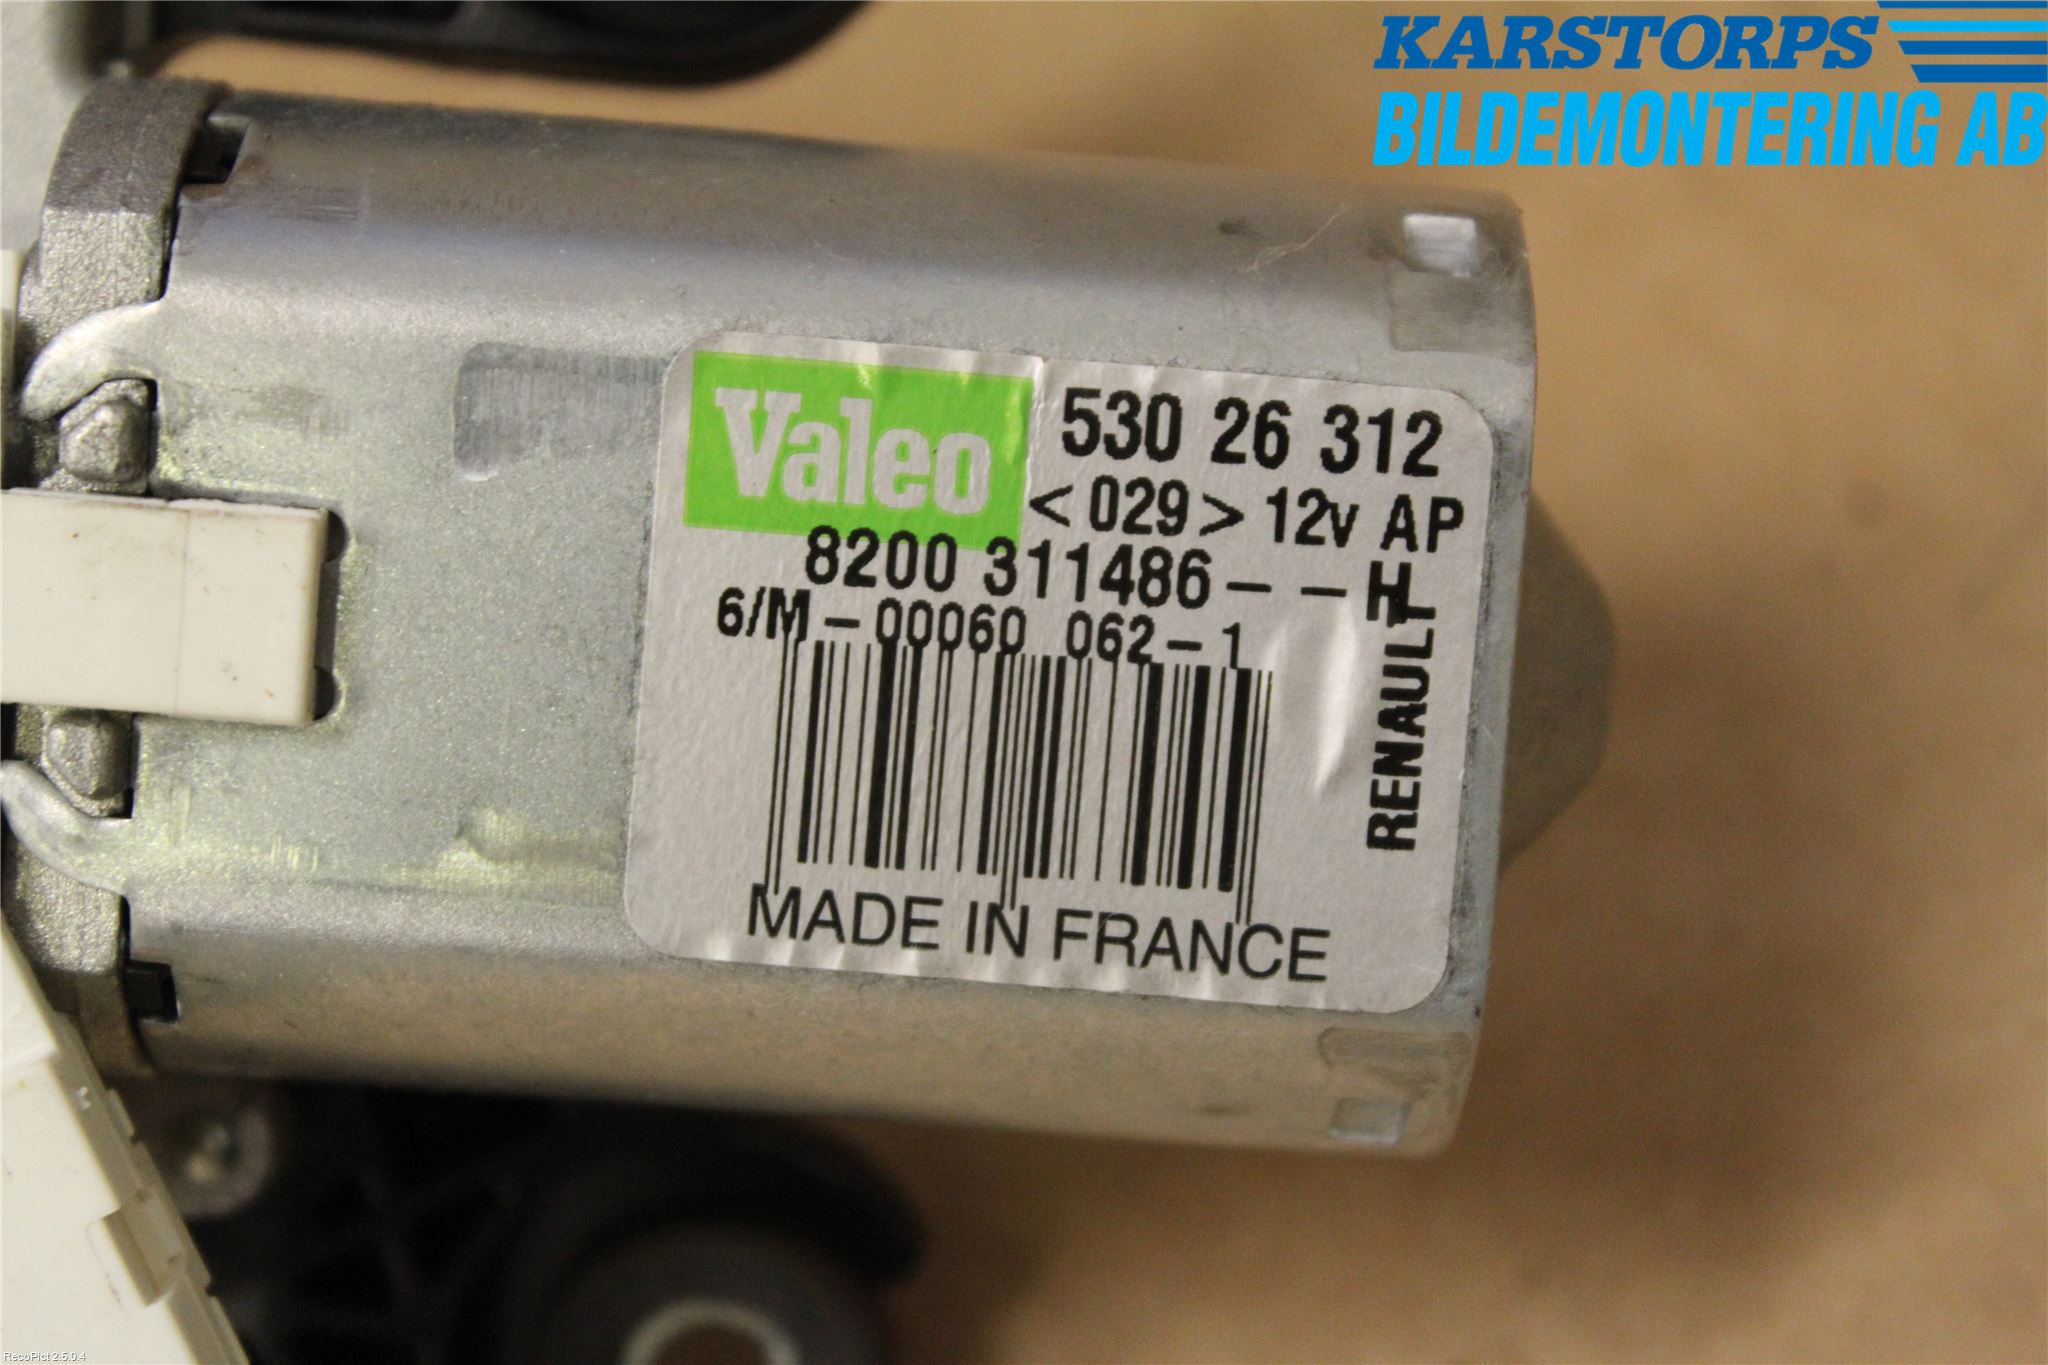 KARSTORPS
BILDEMONTERING AB
Valeo
530 26 312
<029> 12v AP
8200 311486--H
6/M-00060 062-1
RENAULT
MADE IN FRANCE
RecoPict 2.5.0.4